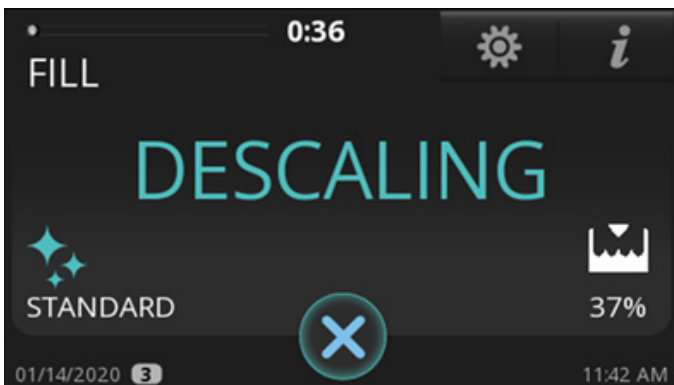 0:36
i
FILL
DESCALING
STANDARD
37%
01/14/2020 3
11:42 AM